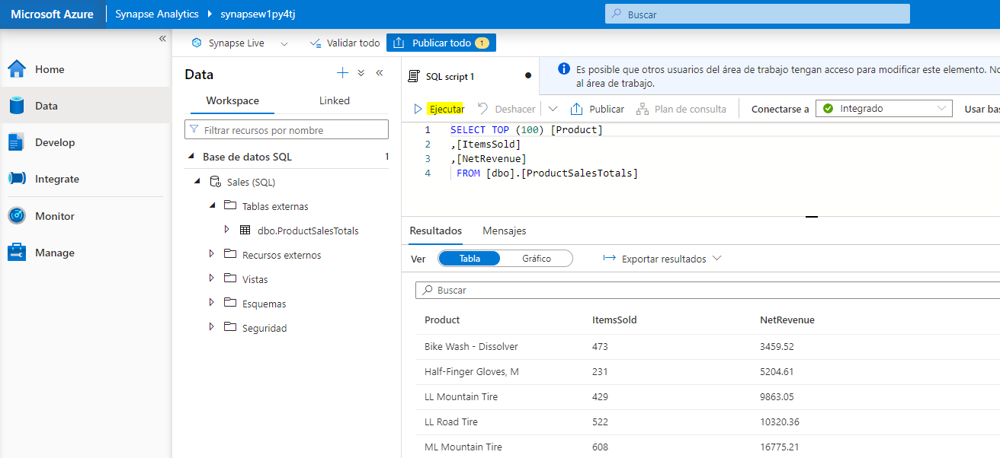 Microsoft Azure Synapse Analytics synapsew1py4tj Buscar
Synapse Live Validar todo Publicar todo 1
Home
Data
Develop
Integrate
Monitor
Manage
Data
Workspace Linked
Filtrar recursos por nombre
Base de datos SQL 1
Sales (SQL)
Tablas externas
dbo.ProductSalesTotals
Recursos externos
Vistas
Esquemas
Seguridad
SQL script 1
Es posible que otros usuarios del área de trabajo tengan acceso para modificar este elemento. No
al área de trabajo.
Ejecutar Deshacer Publicar Plan de consulta Conectarse a Integrado Usar bas
1 SELECT TOP (100) [Product]
2 ,[ItemsSold]
3 ,[NetRevenue]
4 FROM [dbo].[ProductSalesTotals]
Resultados Mensajes
Ver Tabla Gráfico Exportar resultados
Buscar
Product ItemsSold NetRevenue
Bike Wash - Dissolver 473 3459.52
Half-Finger Gloves, M 231 5204.61
LL Mountain Tire 429 9863.05
LL Road Tire 522 10320.36
ML Mountain Tire 608 16775.21